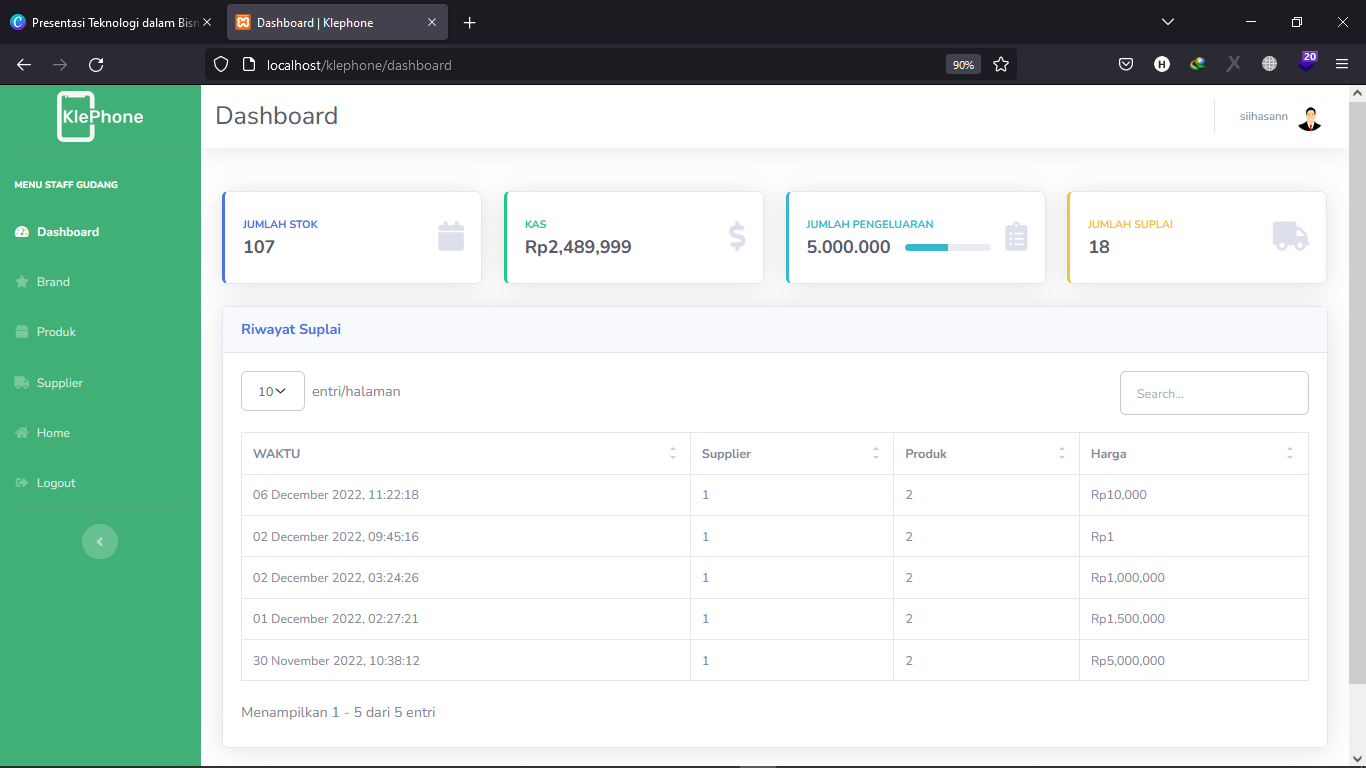 Presentasi Teknologi dalam Bisn
Dashboard | Klephone
localhost/klephone/dashboard
90%
H
20
KlePhone
Dashboard
siihasann
MENU STAFF GUDANG
Dashboard
Brand
Produk
Supplier
Home
Logout
JUMLAH STOK
107
KAS
Rp2,489,999
JUMLAH PENGELUARAN
5.000.000
JUMLAH SUPLAI
18
Riwayat Suplai
10 entri/halaman
Search...
WAKTU Supplier Produk Harga
06 December 2022, 11:22:18 1 2 Rp10,000
02 December 2022, 09:45:16 1 2 Rp1
02 December 2022, 03:24:26 1 2 Rp1,000,000
01 December 2022, 02:27:21 1 2 Rp1,500,000
30 November 2022, 10:38:12 1 2 Rp5,000,000
Menampilkan 1 - 5 dari 5 entri